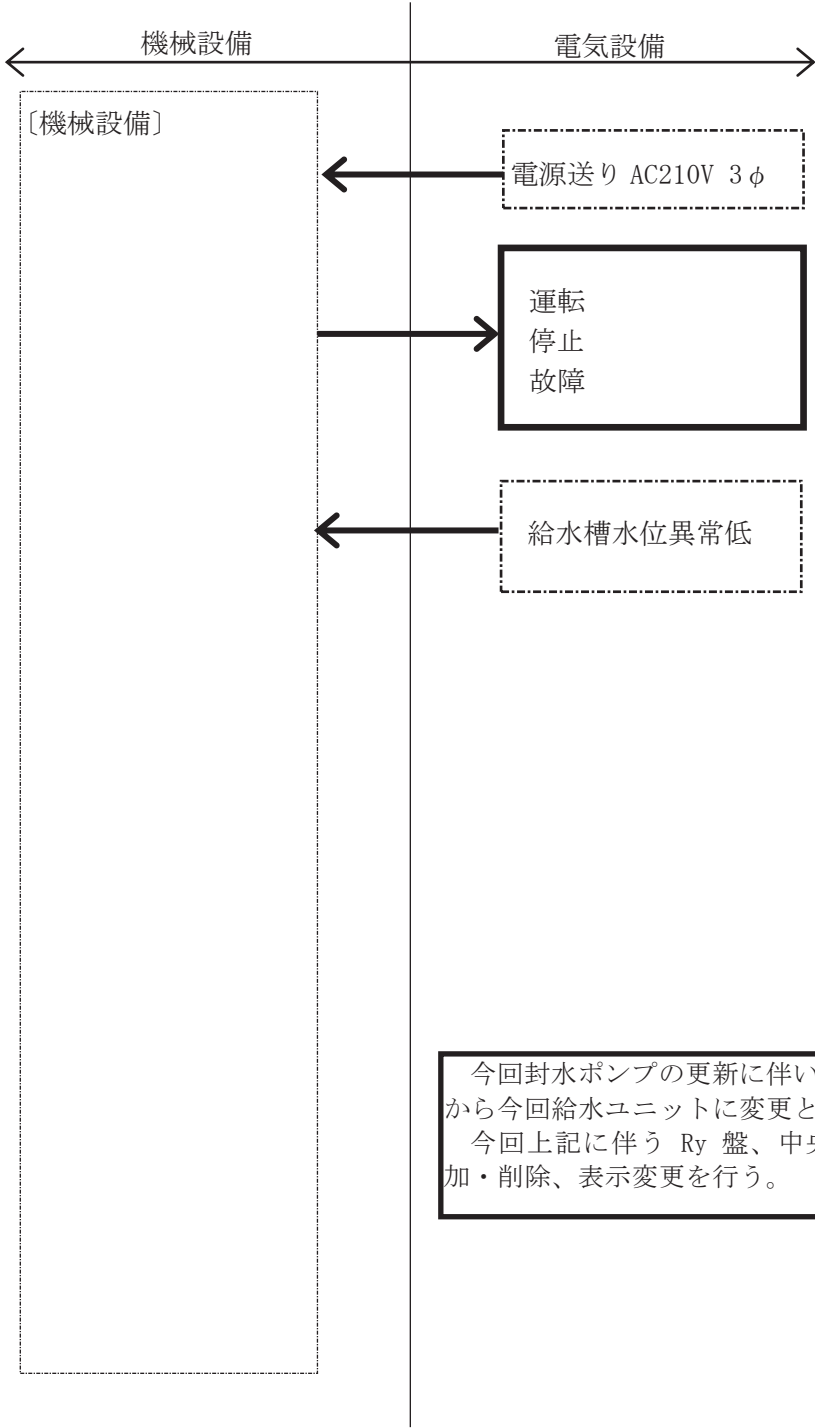 機械設備
電気設備
〔機械設備〕
電源送り AC210V 3φ
運転
停止
故障
給水槽水位異常低
今回封水ポンプの更新に伴い
から今回給水ユニットに変更と
今回上記に伴う Ry 盤、中
加・削除、表示変更を行う。